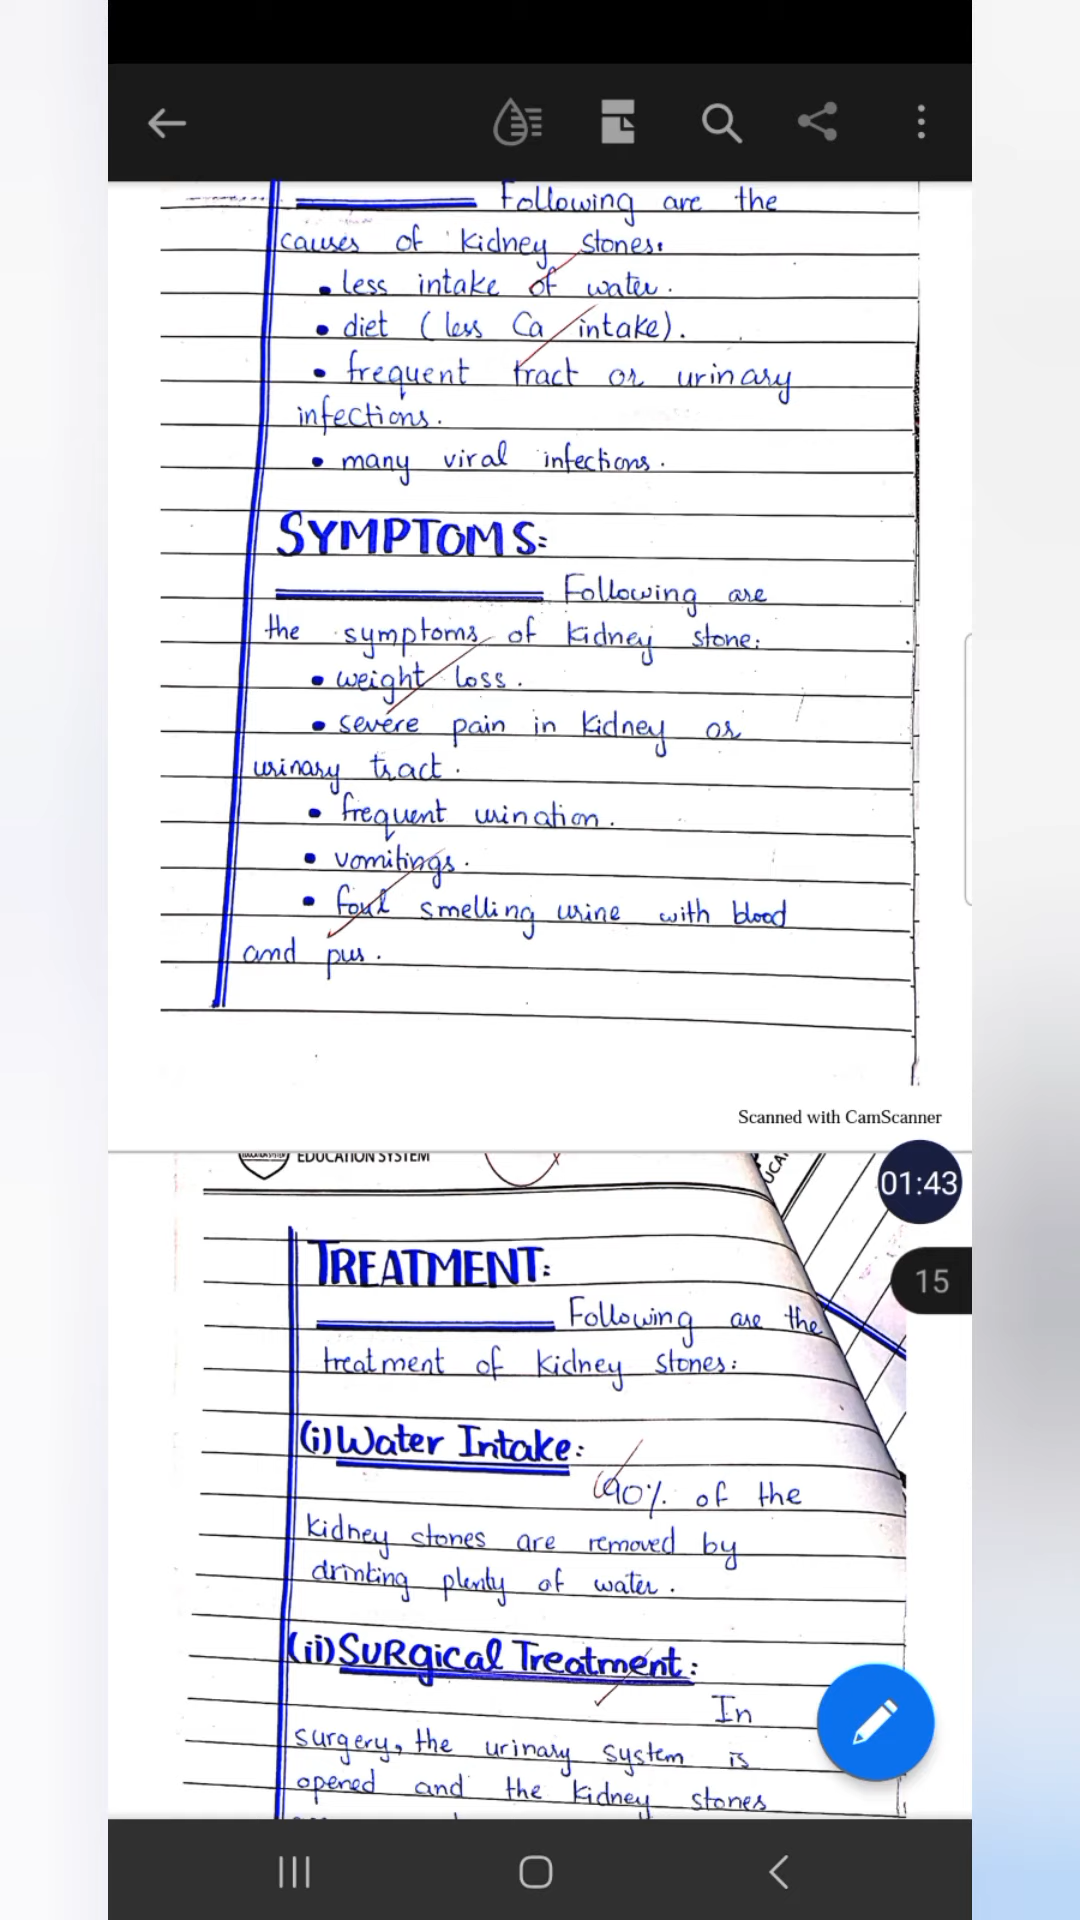 Following are the
causes of kidney stones:
• less intake of water.
• diet (less Ca intake).
• frequent tract or urinary
infections.
• many viral infections.
SYMPTOMS:
Following are
the symptoms of kidney stone:
• weight loss.
• severe pain in kidney or
urinary tract.
• frequent urination.
• vomitings.
• foul smelling urine with blood
and pus.
Scanned with CamScanner
EDUCATION SYSTEM
01:43
15
TREATMENT:
Following are the
treatment of kidney stones:
(i) Water Intake:
90% of the
kidney stones are removed by
drinking plenty of water.
(ii) SURgical Treatment:
In
surgery, the urinary system is
opened and the kidney stones